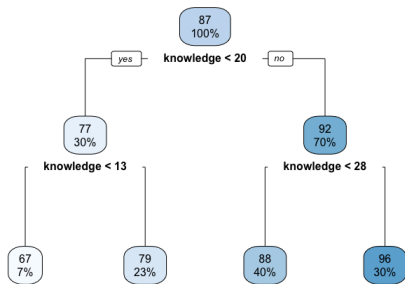 87
100%
yes
knowledge < 20
no
77
30%
92
70%
knowledge < 13
knowledge < 28
67
7%
79
23%
88
40%
96
30%